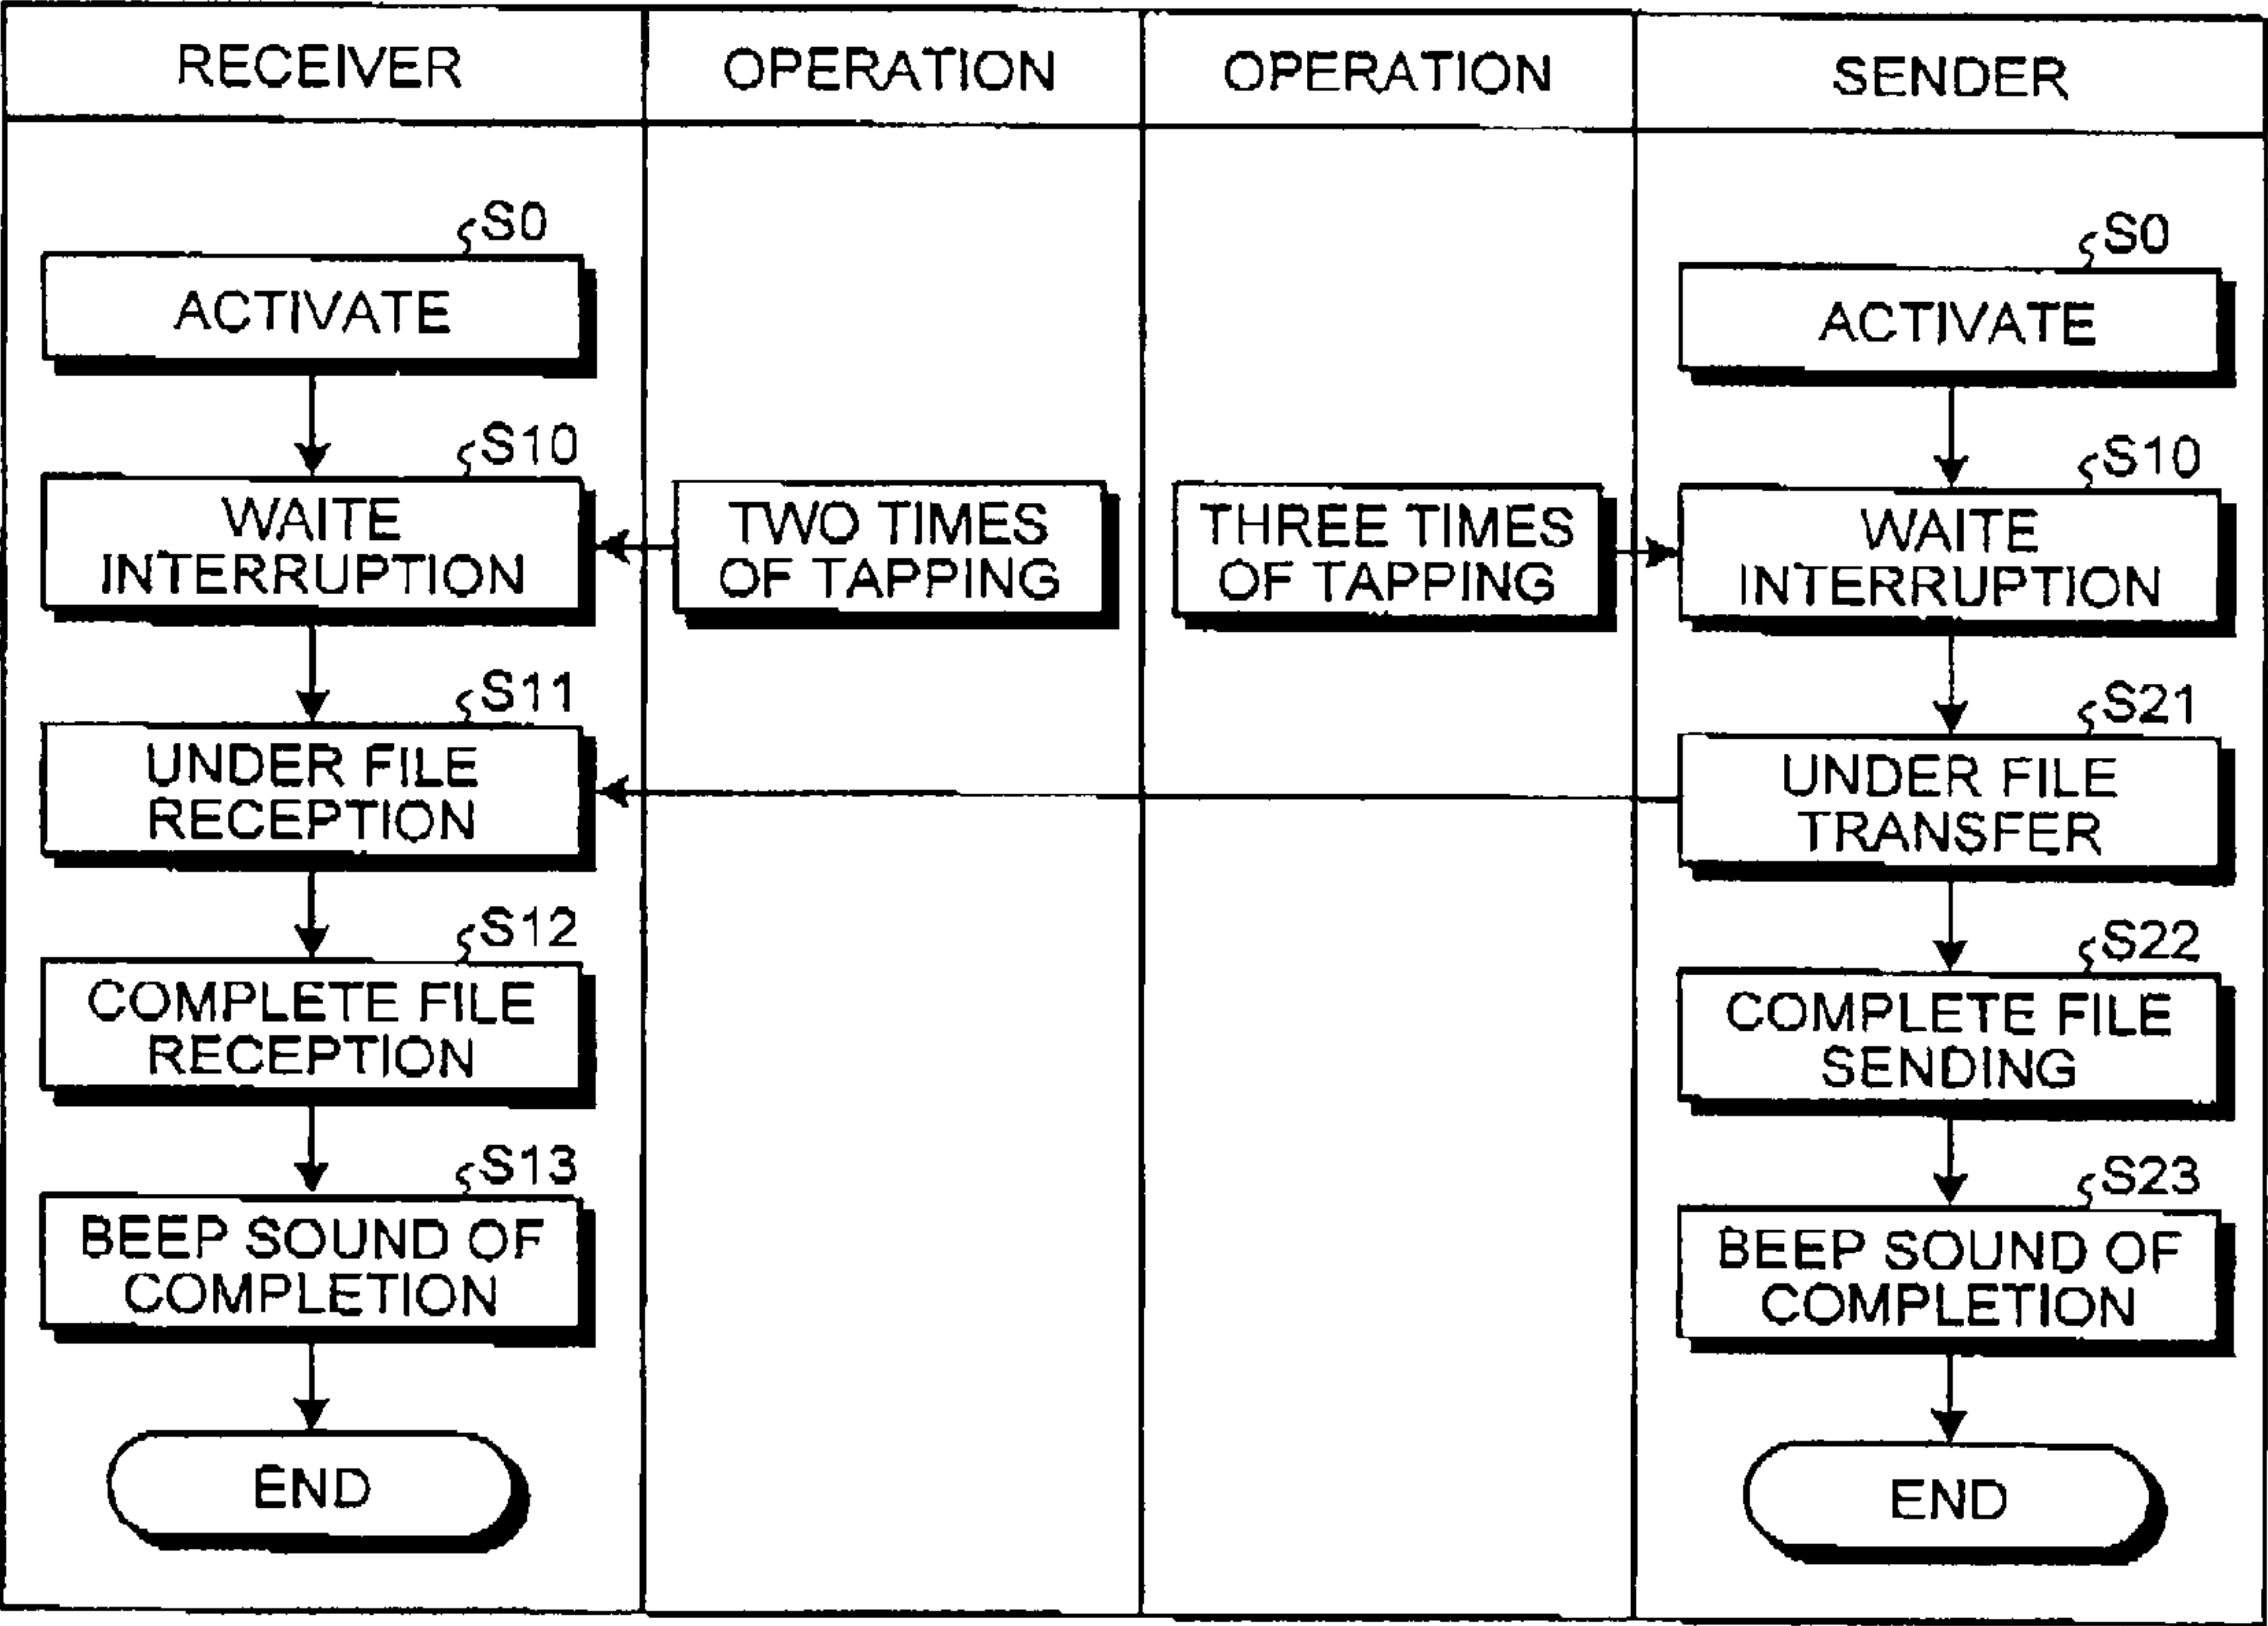 RECEIVER
OPERATION
OPERATION
SENDER
S0
ACTIVATE
S0
ACTIVATE
S10
WAITE
INTERRUPTION
TWO TIMES
OF TAPPING
THREE TIMES
OF TAPPING
S10
WAITE
INTERRUPTION
S11
UNDER FILE
RECEPTION
S21
UNDER FILE
TRANSFER
S12
COMPLETE FILE
RECEPTION
S22
COMPLETE FILE
SENDING
S13
BEEP SOUND OF
COMPLETION
S23
BEEP SOUND OF
COMPLETION
END
END